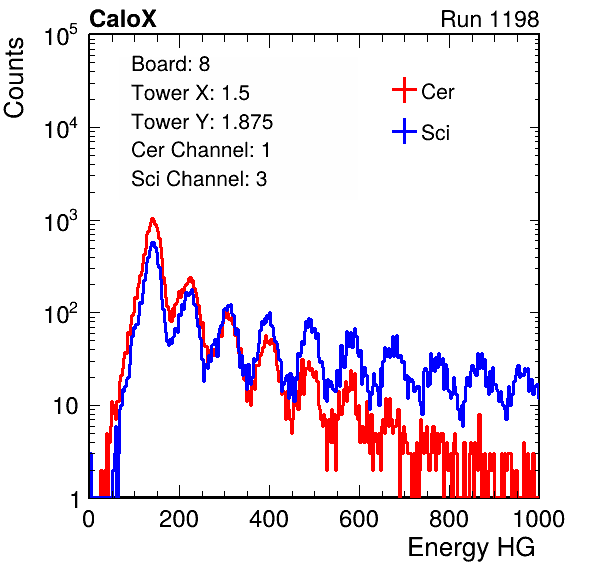 CaloX Run 1198
Board: 8
Tower X: 1.5
Tower Y: 1.875
Cer Channel: 1
Sci Channel: 3
Cer
Sci
Counts
10^5
10^4
10^3
10^2
10
1
0 200 400 600 800 1000
Energy HG